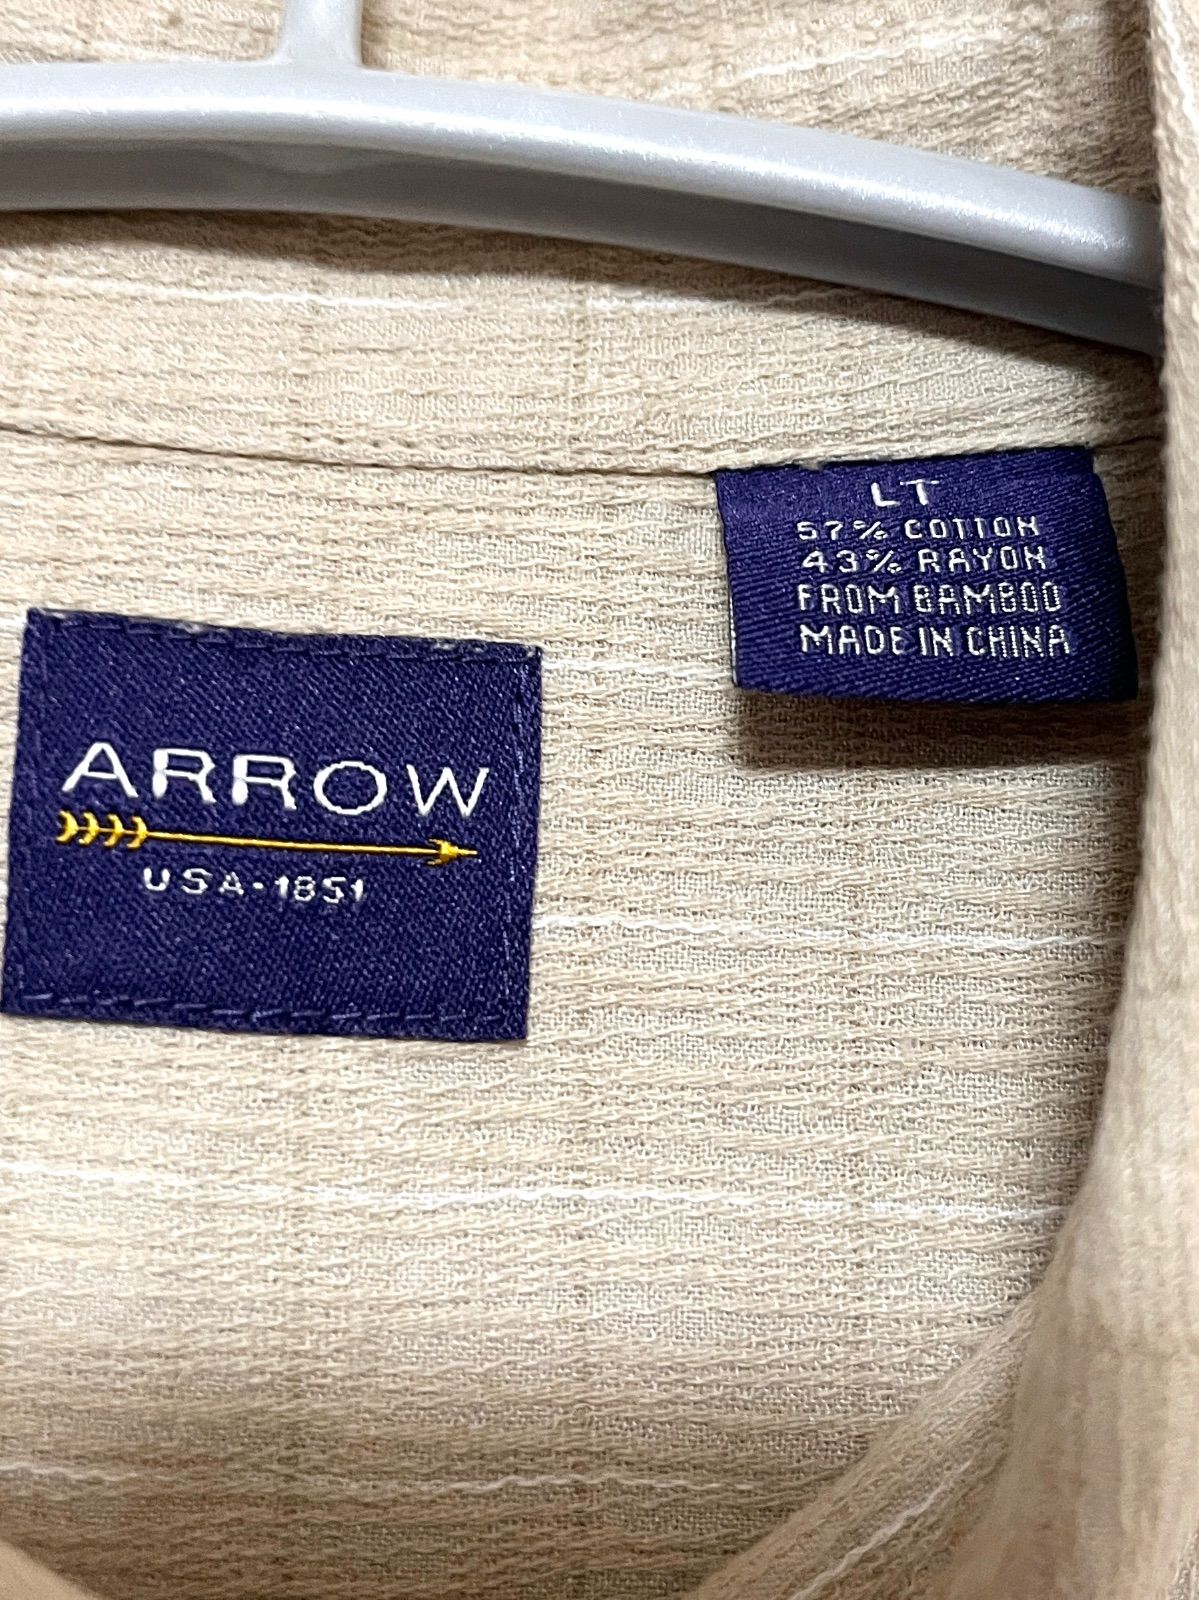 LT
57% COTTON
43% RAYON
FROM BAMBOO
MADE IN CHINA
ARROW
USA-1851